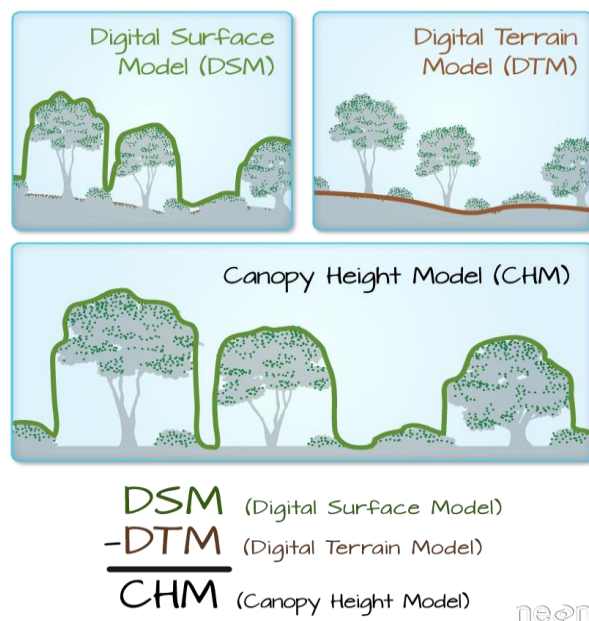 Digital Surface
Model (DSM)
Digital Terrain
Model (DTM)
Canopy Height Model (CHM)
DSM (Digital Surface Model)
-DTM (Digital Terrain Model)
CHM (Canopy Height Model)
neon